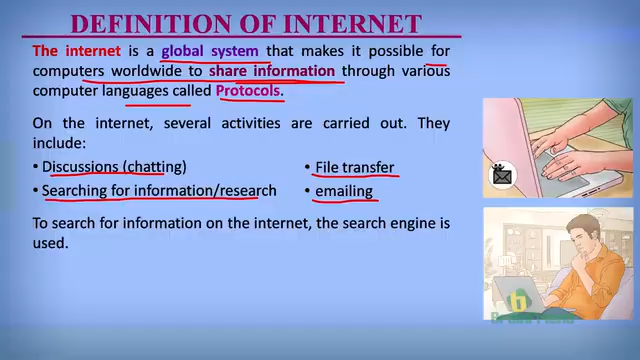 DEFINITION OF INTERNET
The internet is a global system that makes it possible for
computers worldwide to share information through various
computer languages called Protocols.
On the internet, several activities are carried out. They
include:
• Discussions (chatting)
• File transfer
• Searching for information/research
• emailing
To search for information on the internet, the search engine is
used.